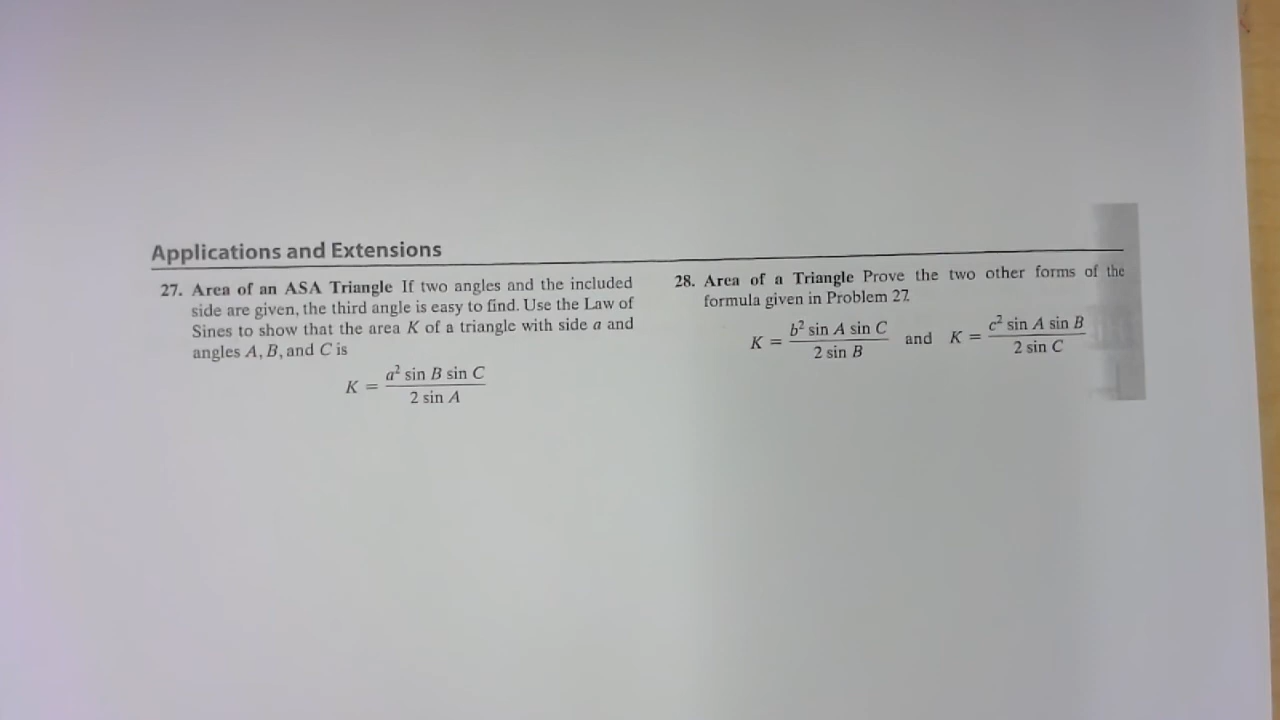 Applications and Extensions
27. Area of an ASA Triangle If two angles and the included
side are given, the third angle is easy to find. Use the Law of
Sines to show that the area K of a triangle with side a and
angles A, B, and C is
K = a² sin B sin C / 2 sin A
28. Area of a Triangle Prove the two other forms of the
formula given in Problem 27.
K = b² sin A sin C / 2 sin B and K = c² sin A sin B / 2 sin C